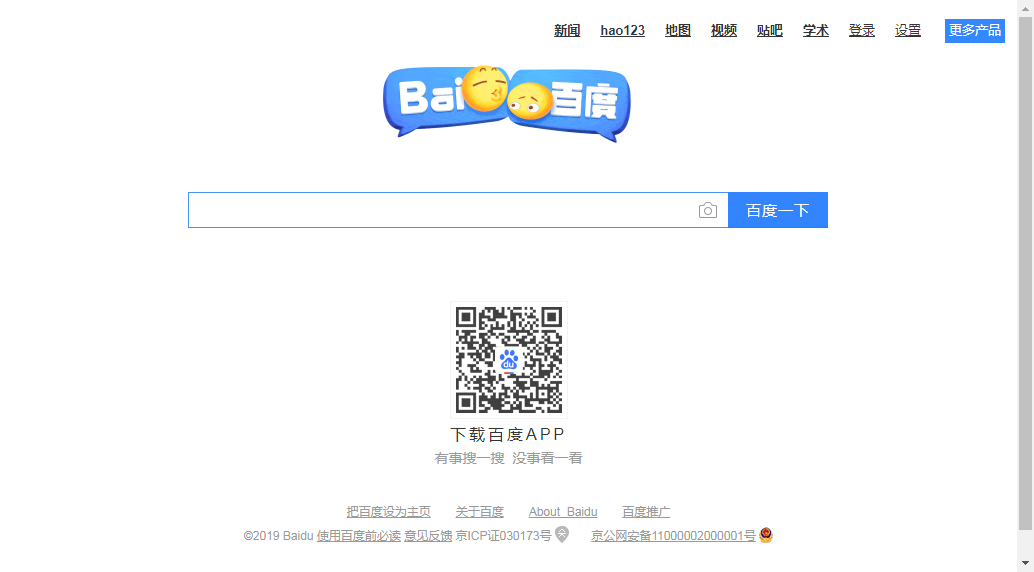 新闻 hao123 地图 视频 贴吧 学术 登录 设置 更多产品
Bai 百度
百度一下
du
下载百度APP
有事搜一搜 没事看一看
把百度设为主页 关于百度 About Baidu 百度推广
©2019 Baidu 使用百度前必读 意见反馈 京ICP证030173号 京公网安备11000002000001号